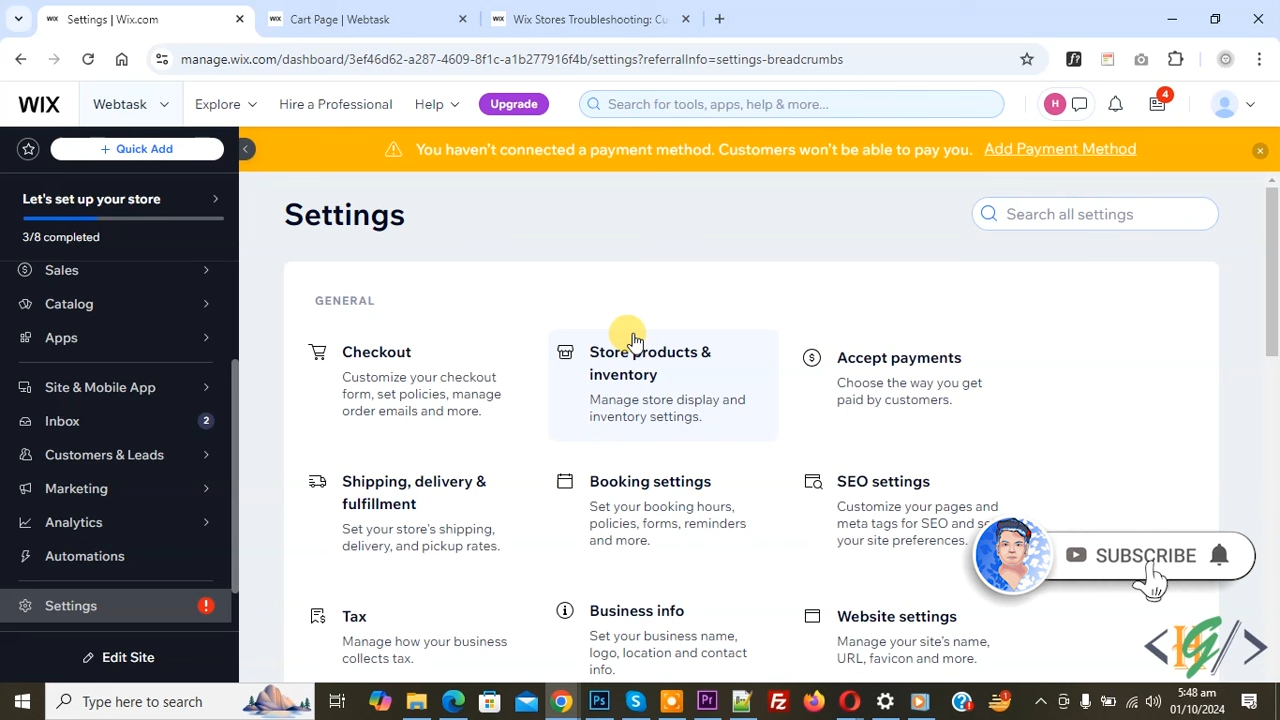 Settings | Wix.com
Cart Page | Webtask
Wix Stores Troubleshooting: Cu
manage.wix.com/dashboard/3ef46d62-a287-4609-8f1c-a1b277916f4b/settings?referralInfo=settings-breadcrumbs
WIX
Webtask
Explore
Hire a Professional
Help
Upgrade
Search for tools, apps, help & more...
H
4
+ Quick Add
You haven't connected a payment method. Customers won't be able to pay you. Add Payment Method
Let's set up your store
3/8 completed
Sales
Catalog
Apps
Site & Mobile App
Inbox
2
Customers & Leads
Marketing
Analytics
Automations
Settings
Edit Site
Settings
Search all settings
GENERAL
Checkout
Customize your checkout
form, set policies, manage
order emails and more.
Store products &
inventory
Manage store display and
inventory settings.
Accept payments
Choose the way you get
paid by customers.
Shipping, delivery &
fulfillment
Set your store's shipping,
delivery, and pickup rates.
Booking settings
Set your booking hours,
policies, forms, reminders
and more.
SEO settings
Customize your pages and
meta tags for SEO and se
your site preferences.
SUBSCRIBE
Tax
Manage how your business
collects tax.
Business info
Set your business name,
logo, location and contact
info.
Website settings
Manage your site's name,
URL, favicon and more.
Type here to search
5:48 am
01/10/2024